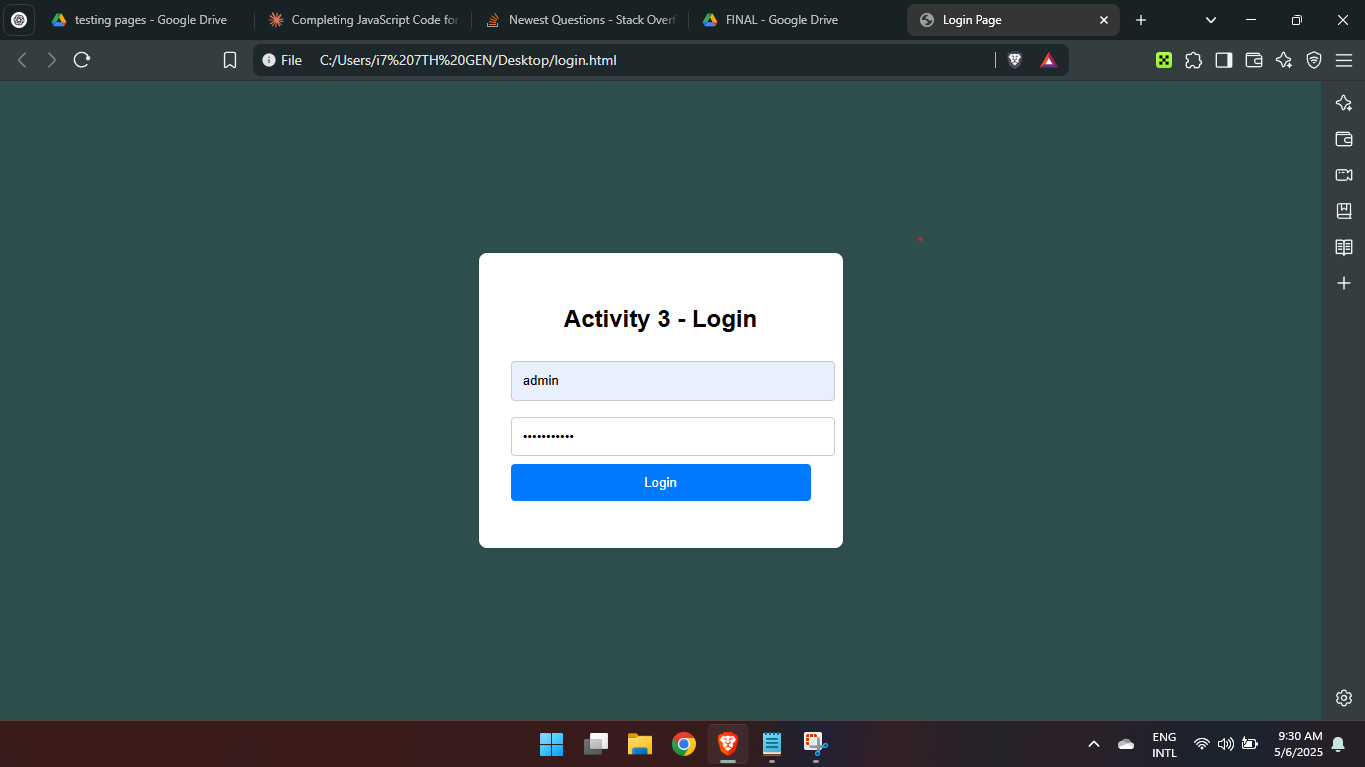 testing pages - Google Drive
Completing JavaScript Code for
Newest Questions - Stack Overf
FINAL - Google Drive
Login Page
File C:/Users/i7%207TH%20GEN/Desktop/login.html
Activity 3 - Login
admin
•••••••••••
Login
ENG
INTL
9:30 AM
5/6/2025